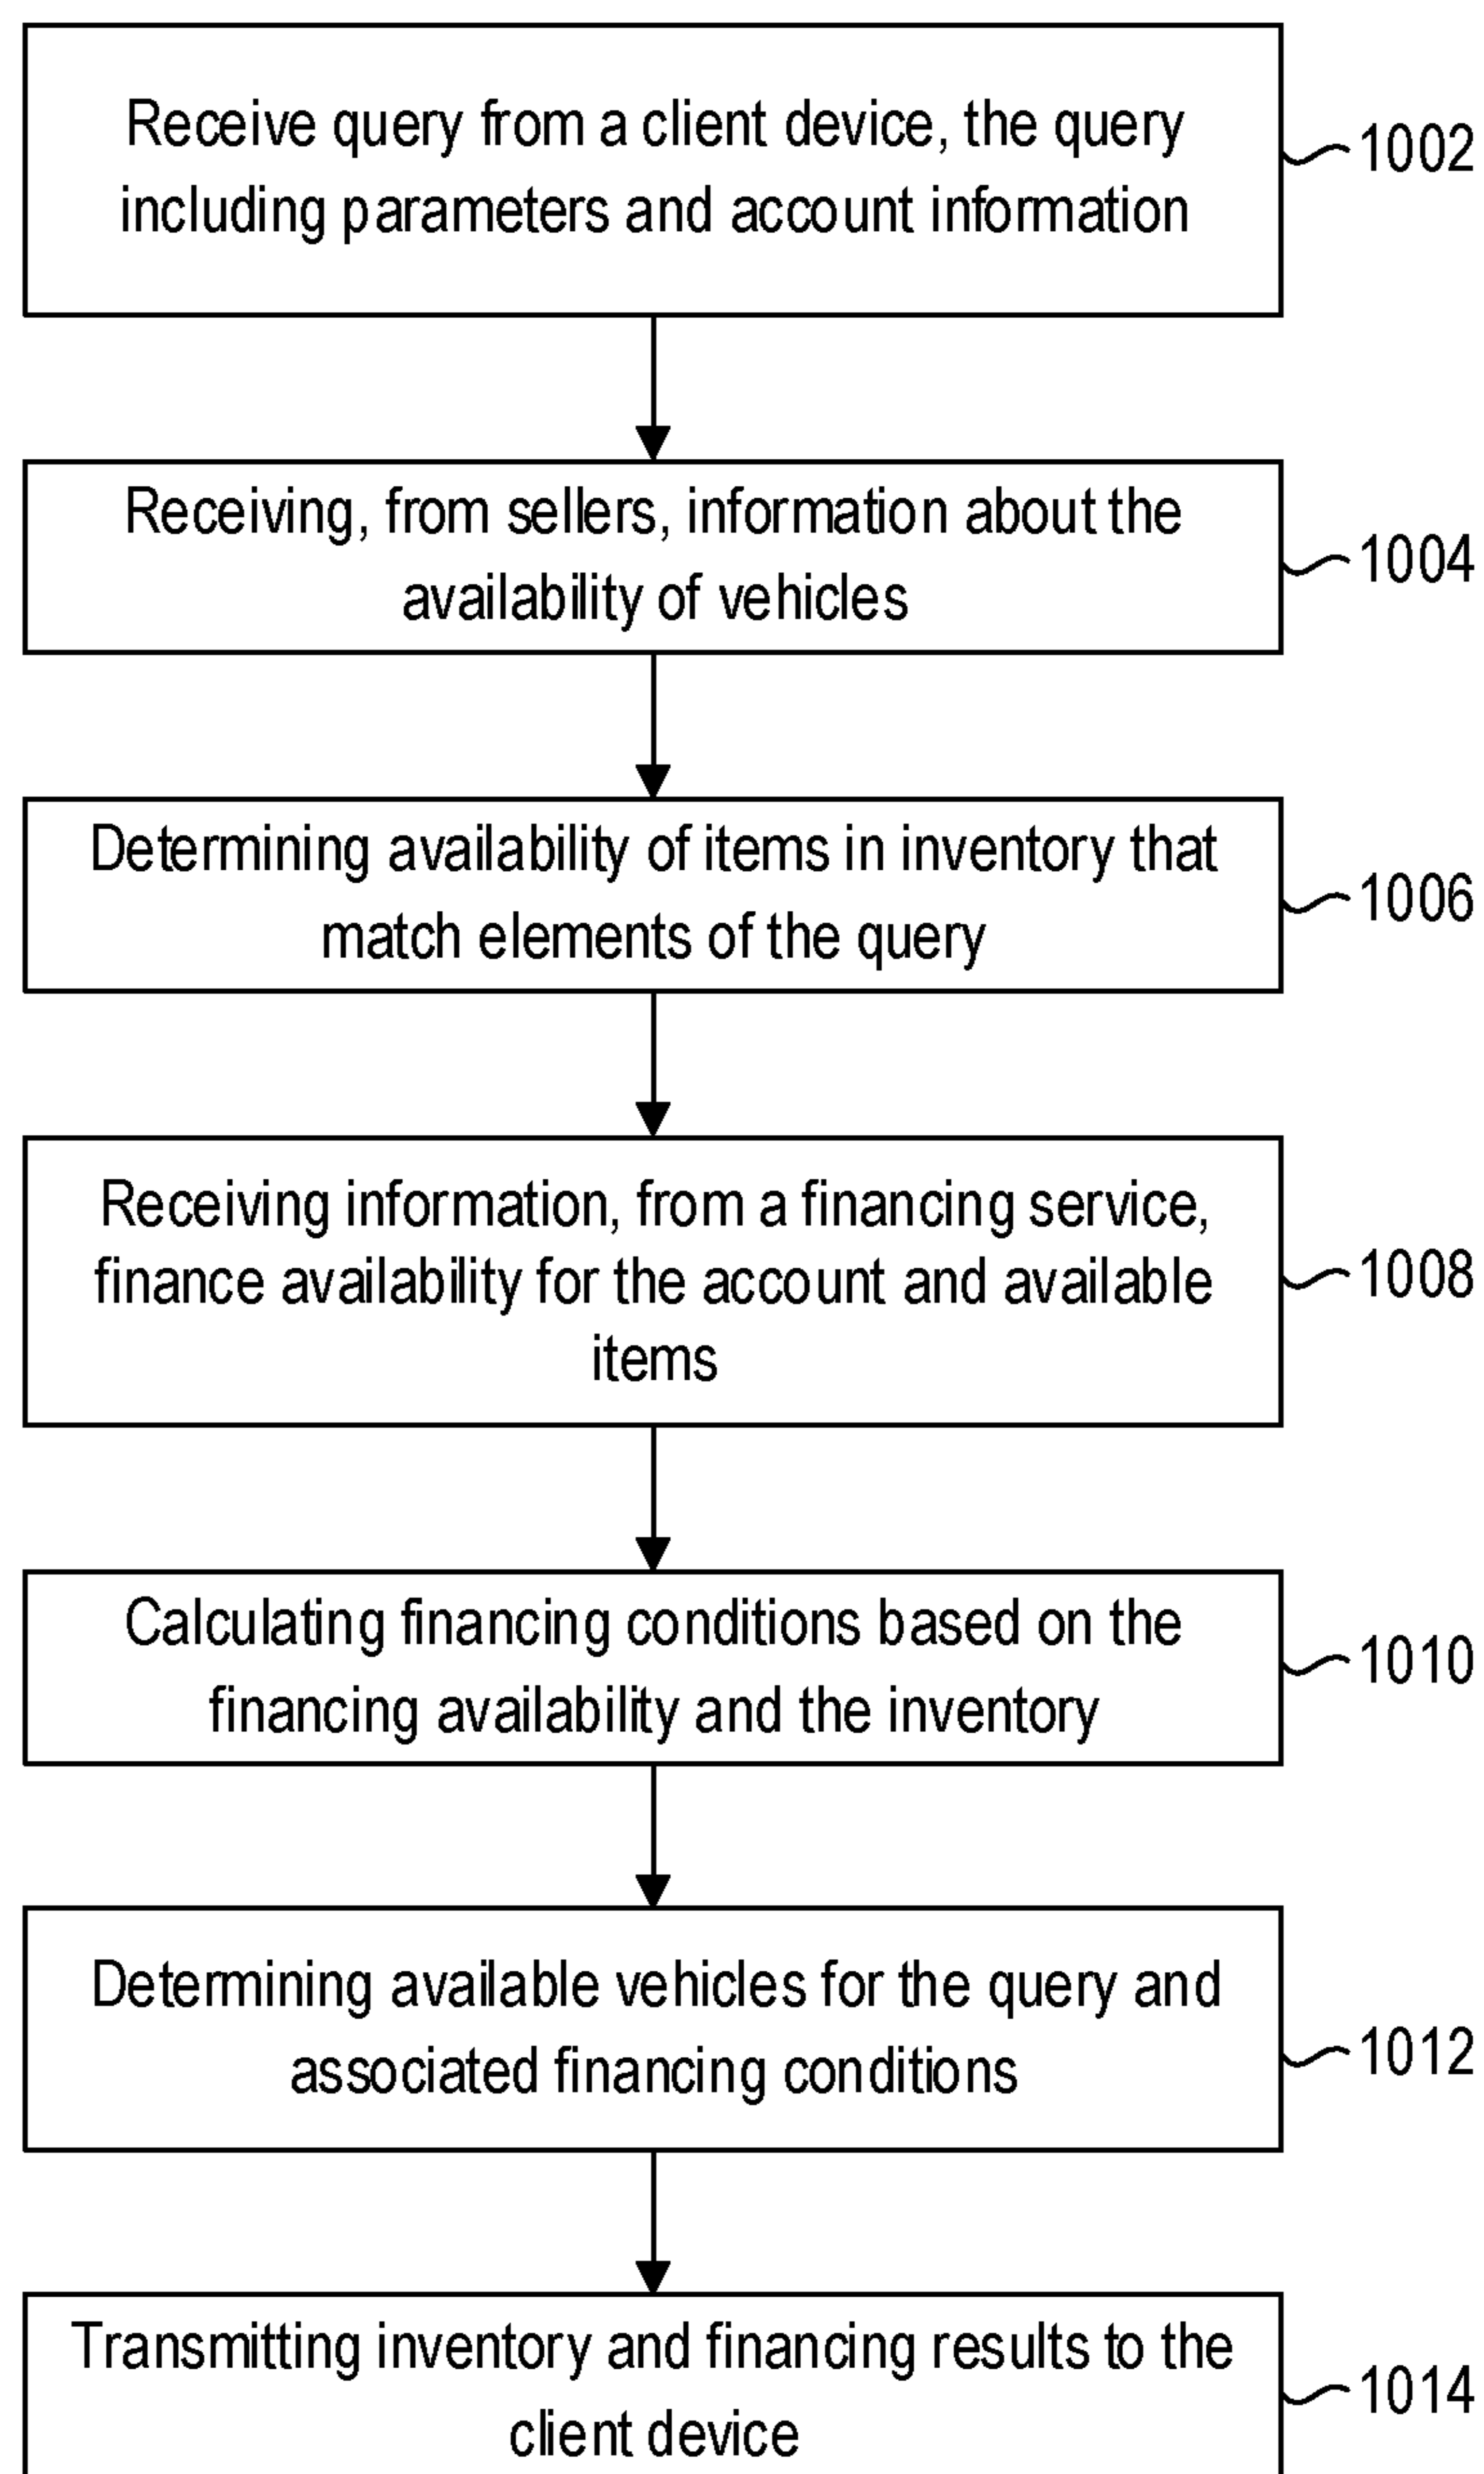 Receive query from a client device, the query
including parameters and account information
1002
Receiving, from sellers, information about the
availability of vehicles
1004
Determining availability of items in inventory that
match elements of the query
1006
Receiving information, from a financing service,
finance availability for the account and available
items
1008
Calculating financing conditions based on the
financing availability and the inventory
1010
Determining available vehicles for the query and
associated financing conditions
1012
Transmitting inventory and financing results to the
client device
1014